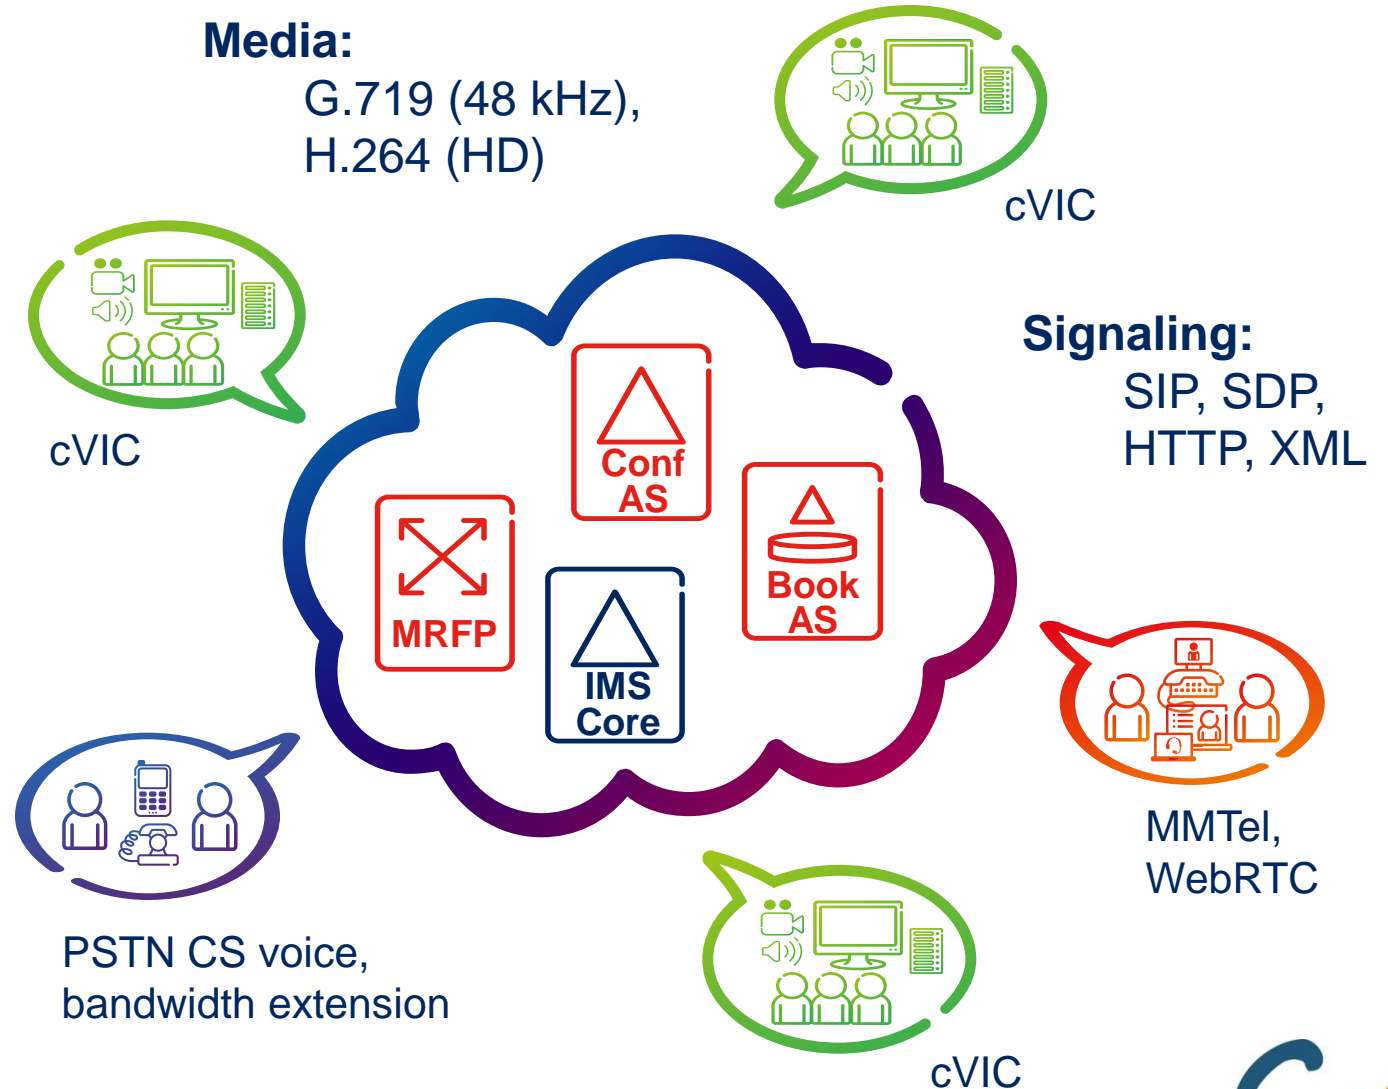 Media:
G.719 (48 kHz),
H.264 (HD)
cVIC
cVIC
Signaling:
SIP, SDP,
HTTP, XML
Conf
AS
MRFP
Book
AS
IMS
Core
MMTel,
WebRTC
PSTN CS voice,
bandwidth extension
cVIC